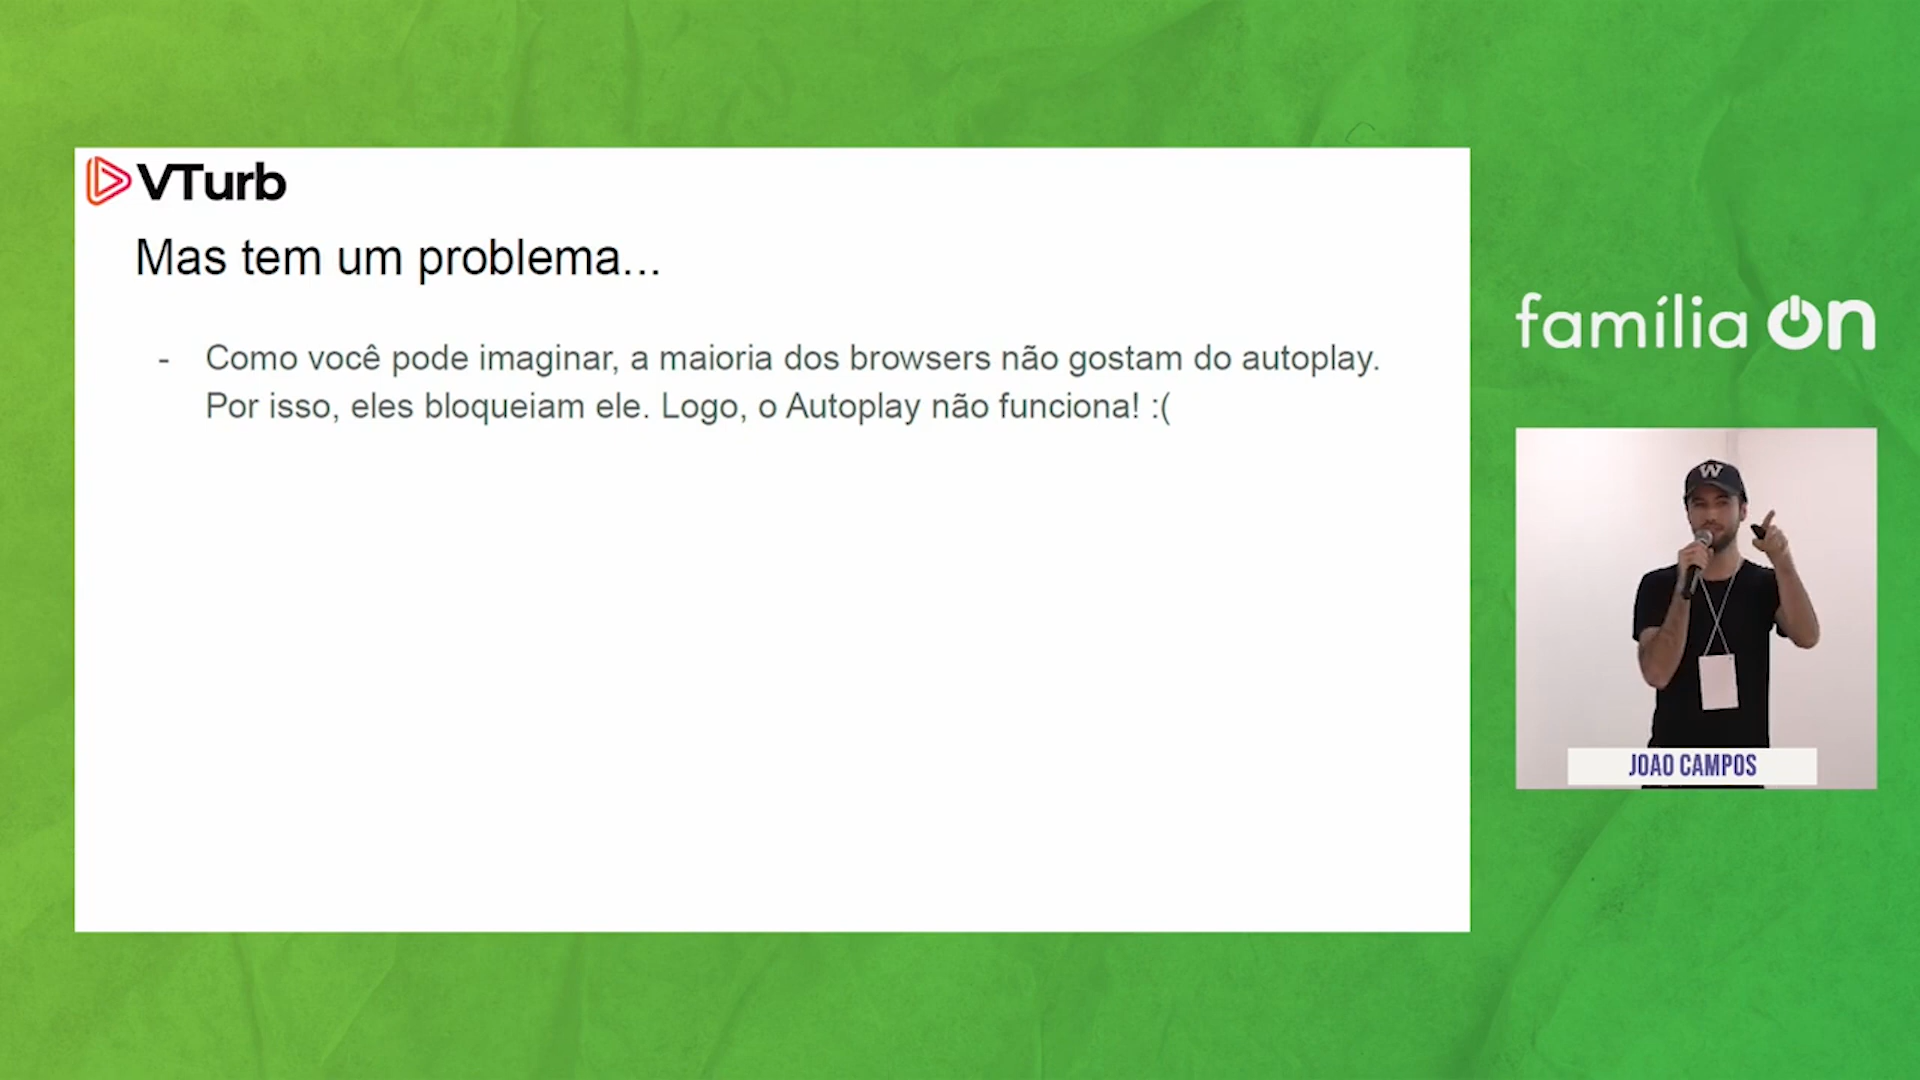 VTurb
Mas tem um problema...
- Como você pode imaginar, a maioria dos browsers não gostam do autoplay.
Por isso, eles bloqueiam ele. Logo, o Autoplay não funciona! :(
família on
W
JOAO CAMPOS